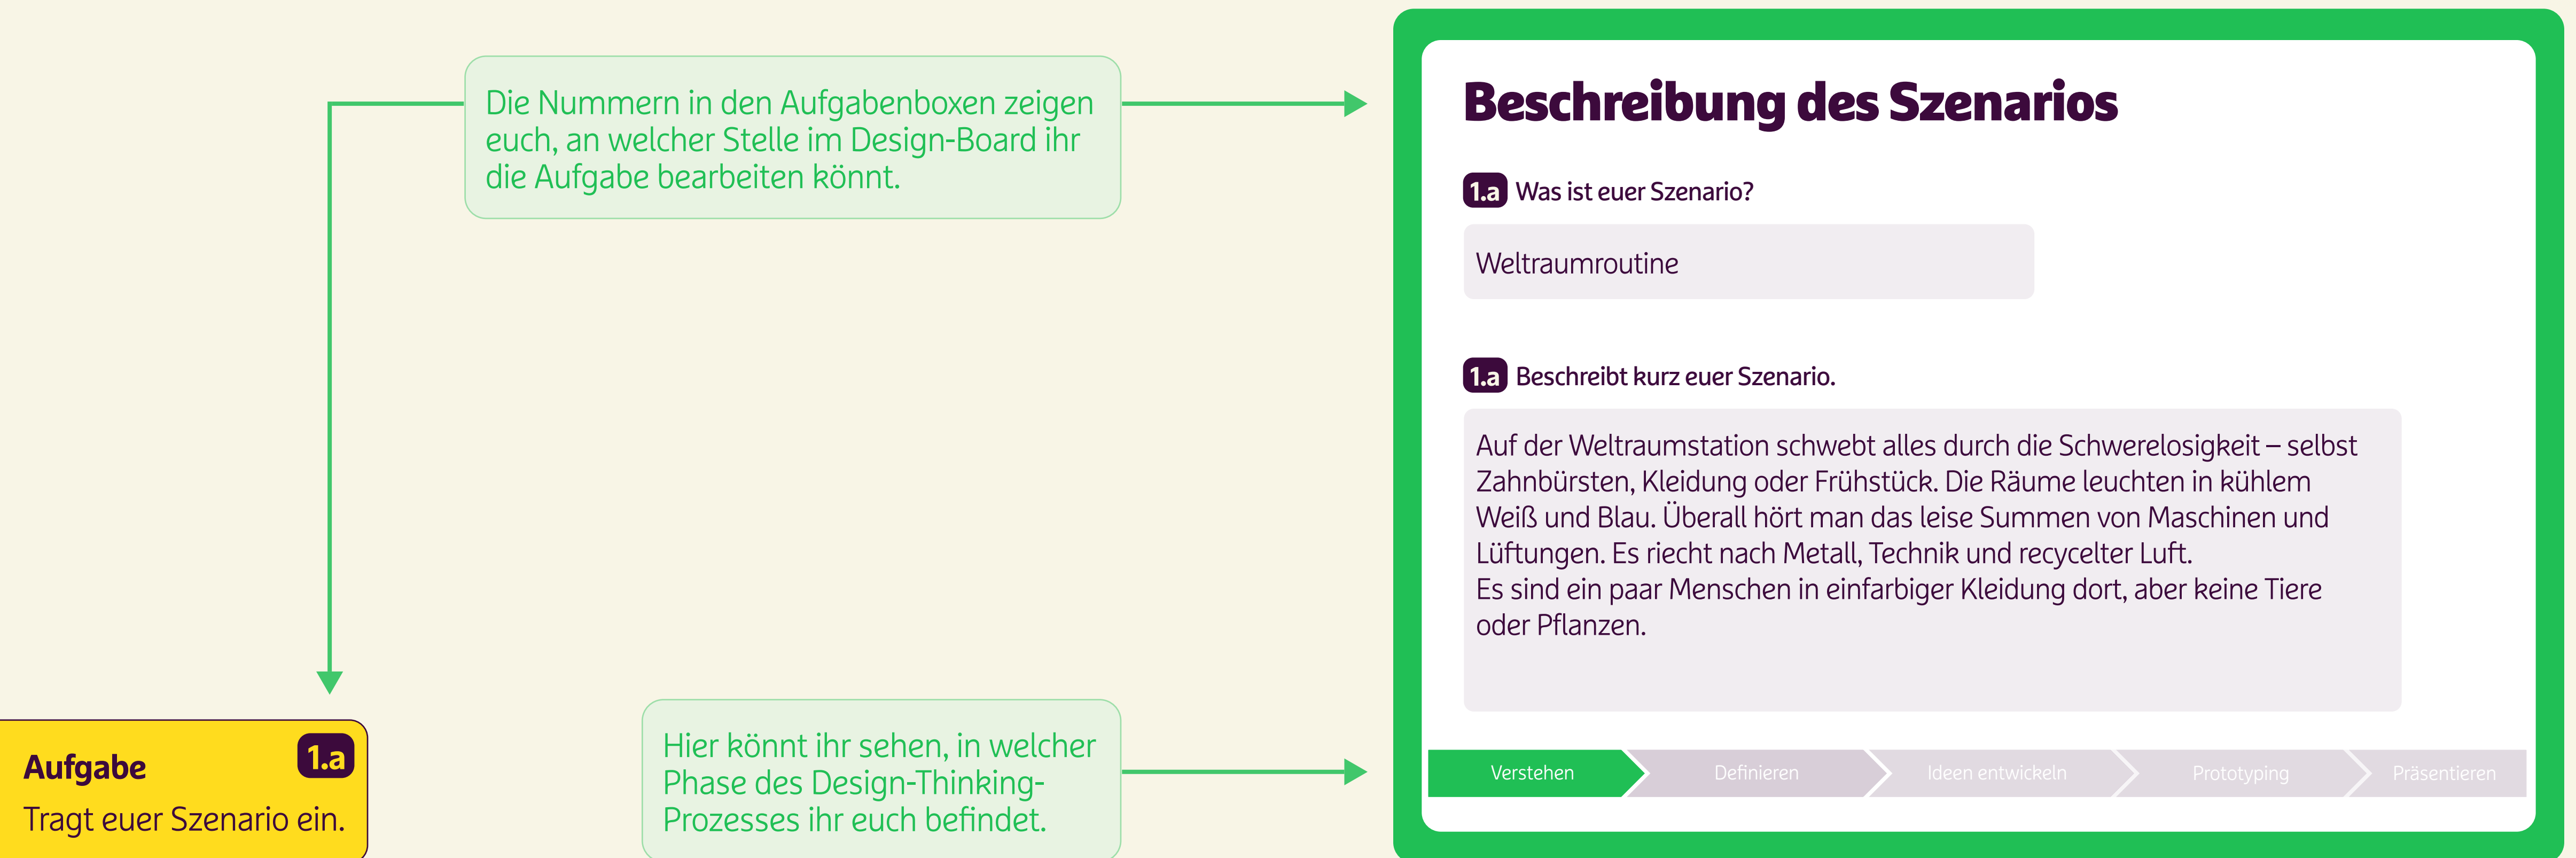 Die Nummern in den Aufgabenboxen zeigen
euch, an welcher Stelle im Design-Board ihr
die Aufgabe bearbeiten könnt.
Aufgabe
1.a
Tragt euer Szenario ein.
Hier könnt ihr sehen, in welcher
Phase des Design-Thinking-
Prozesses ihr euch befindet.
Beschreibung des Szenarios
1.a Was ist euer Szenario?
Weltraumroutine
1.a Beschreibt kurz euer Szenario.
Auf der Weltraumstation schwebt alles durch die Schwerelosigkeit – selbst
Zahnbürsten, Kleidung oder Frühstück. Die Räume leuchten in kühlem
Weiß und Blau. Überall hört man das leise Summen von Maschinen und
Lüftungen. Es riecht nach Metall, Technik und recycelter Luft.
Es sind ein paar Menschen in einfarbiger Kleidung dort, aber keine Tiere
oder Pflanzen.
Verstehen
Definieren
Ideen entwickeln
Prototyping
Präsentieren